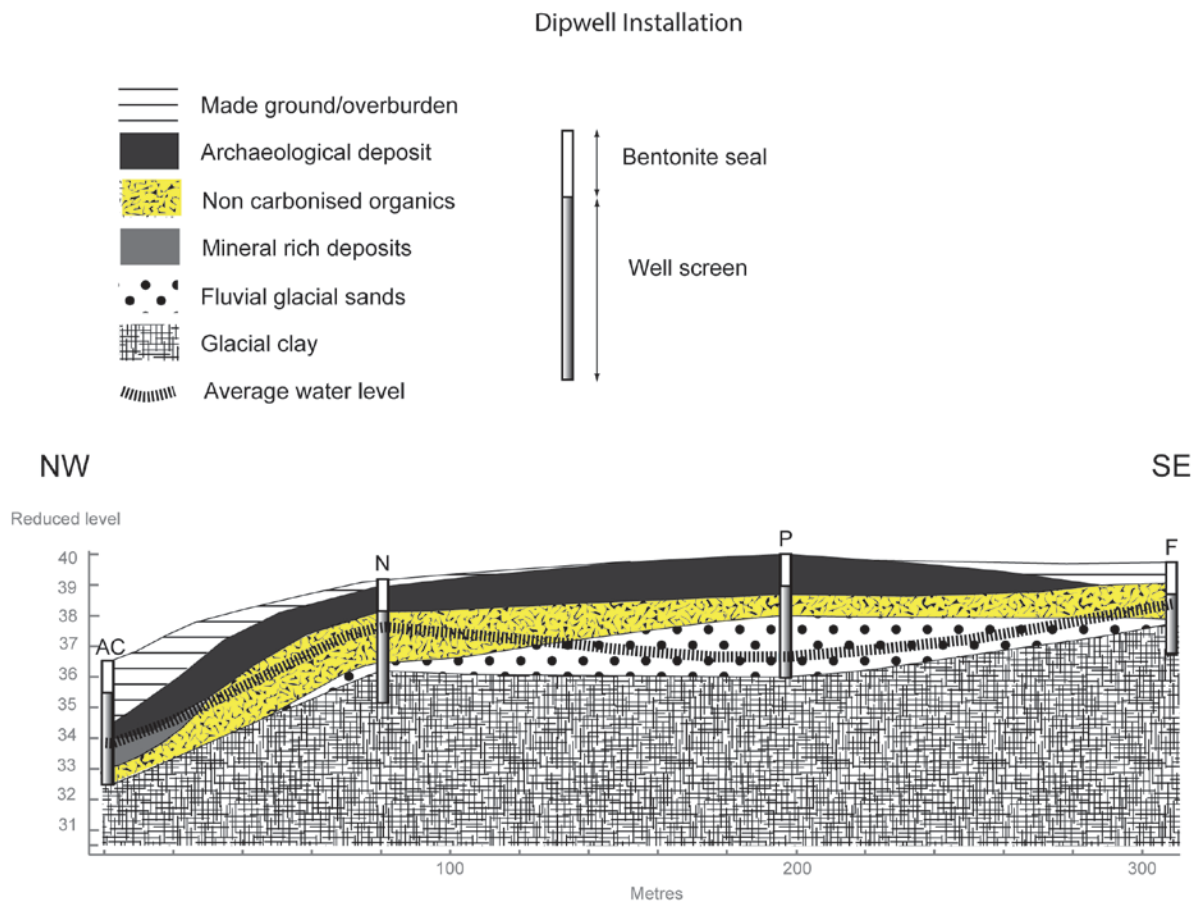 Dipwell Installation
Made ground/overburden
Archaeological deposit
Non carbonised organics
Mineral rich deposits
Fluvial glacial sands
Glacial clay
Average water level
Bentonite seal
Well screen
NW
SE
Reduced level
40
39
38
37
36
35
34
33
32
31
AC
N
P
F
100
200
300
Metres